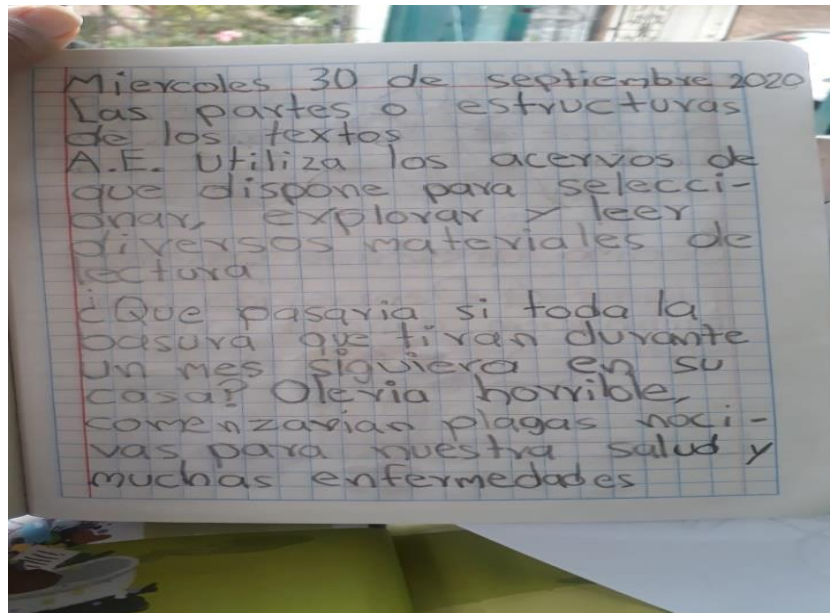 Miercoles 30 de septiembre 2020
Las partes o estructuras
de los textos
A.E. Utiliza los acervos de
que dispone para selecci-
onar, explorar y leer
diversos materiales de
lectura
¿Que pasaria si toda la
basura que tiran durante
un mes siguiera en su
casa? Oleria horrible,
comenzarian plagas noci-
vas para nuestra salud y
muchas enfermedades